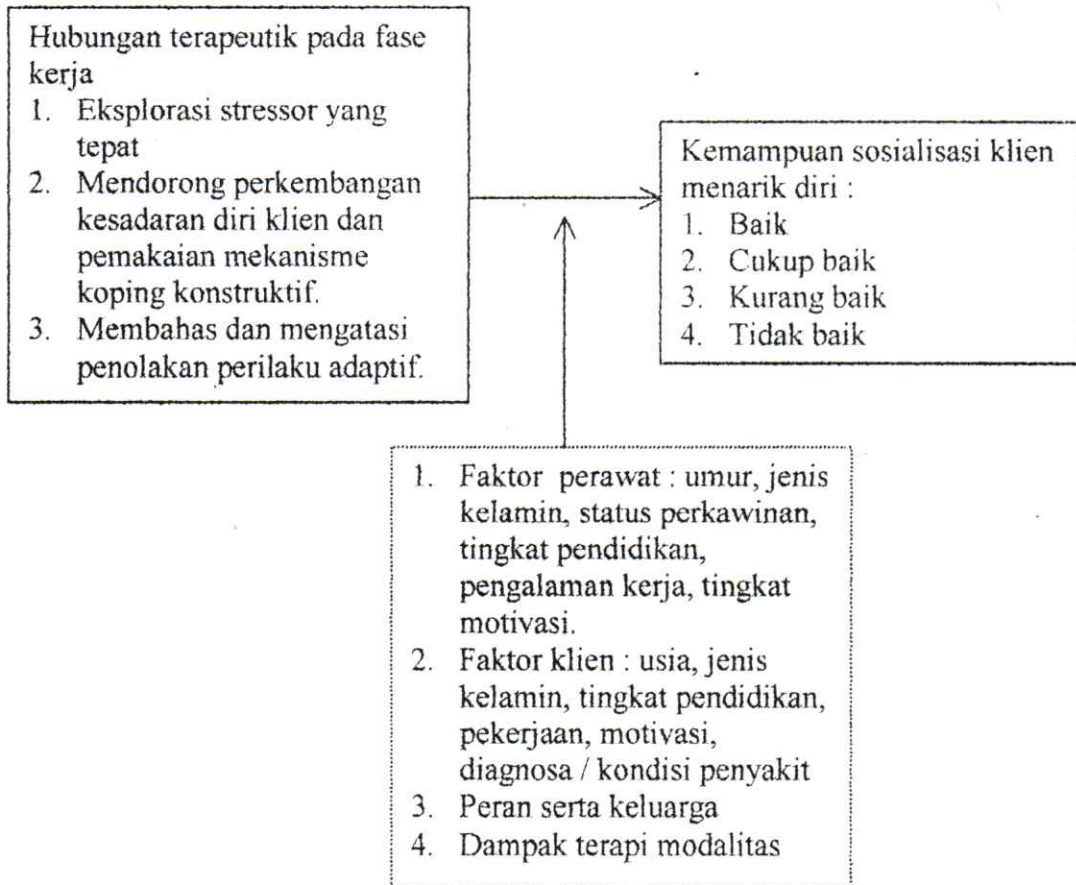 Hubungan terapeutik pada fase
kerja
1. Eksplorasi stressor yang
tepat
2. Mendorong perkembangan
kesadaran diri klien dan
pemakaian mekanisme
koping konstruktif.
3. Membahas dan mengatasi
penolakan perilaku adaptif.
Kemampuan sosialisasi klien
menarik diri :
1. Baik
2. Cukup baik
3. Kurang baik
4. Tidak baik
1. Faktor perawat : umur, jenis
kelamin, status perkawinan,
tingkat pendidikan,
pengalaman kerja, tingkat
motivasi.
2. Faktor klien : usia, jenis
kelamin, tingkat pendidikan,
pekerjaan, motivasi,
diagnosa / kondisi penyakit
3. Peran serta keluarga
4. Dampak terapi modalitas